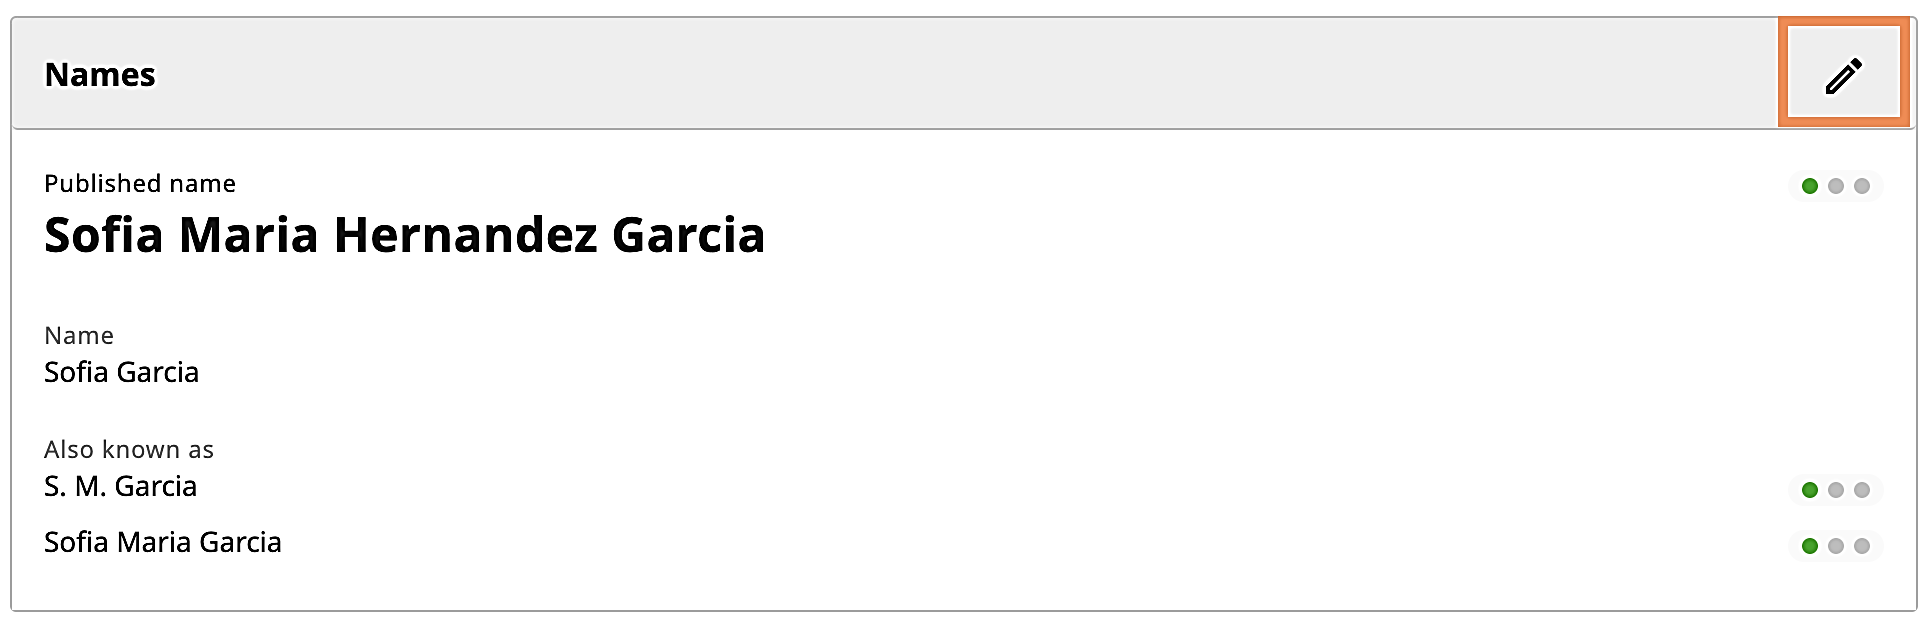 Names
Published name
Sofia Maria Hernandez Garcia
Name
Sofia Garcia
Also known as
S. M. Garcia
Sofia Maria Garcia